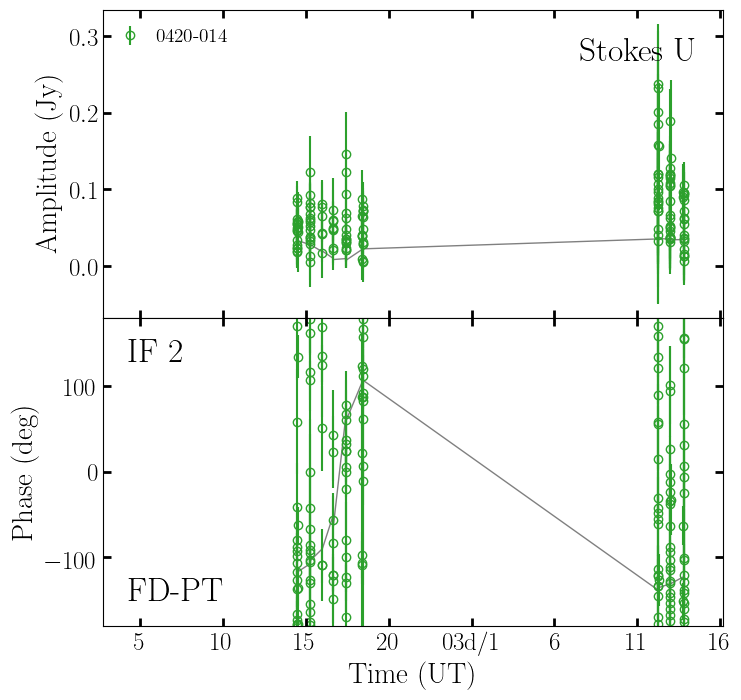 0420-014
Stokes U
Amplitude (Jy)
0.3
0.2
0.1
0.0
IF 2
FD-PT
Phase (deg)
100
0
−100
5 10 15 20 03d/1 6 11 16
Time (UT)